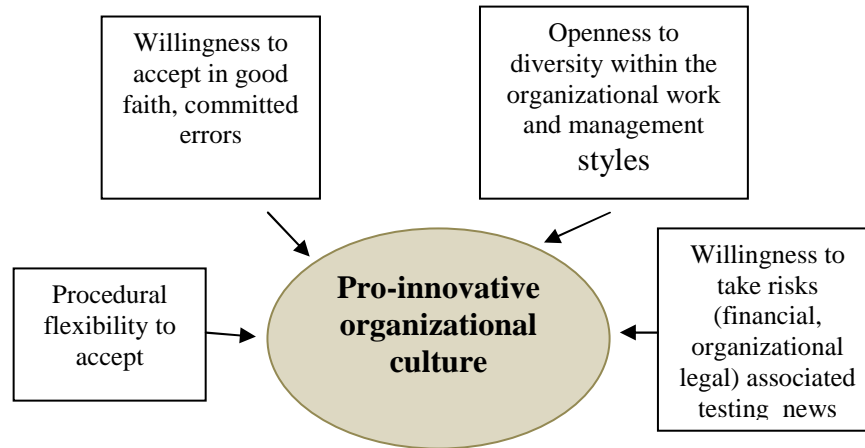 Willingness to
accept in good
faith, committed
errors
Openness to
diversity within the
organizational work
and management
styles
Procedural
flexibility to
accept
Pro-innovative
organizational
culture
Willingness to
take risks
(financial,
organizational
legal) associated
testing news